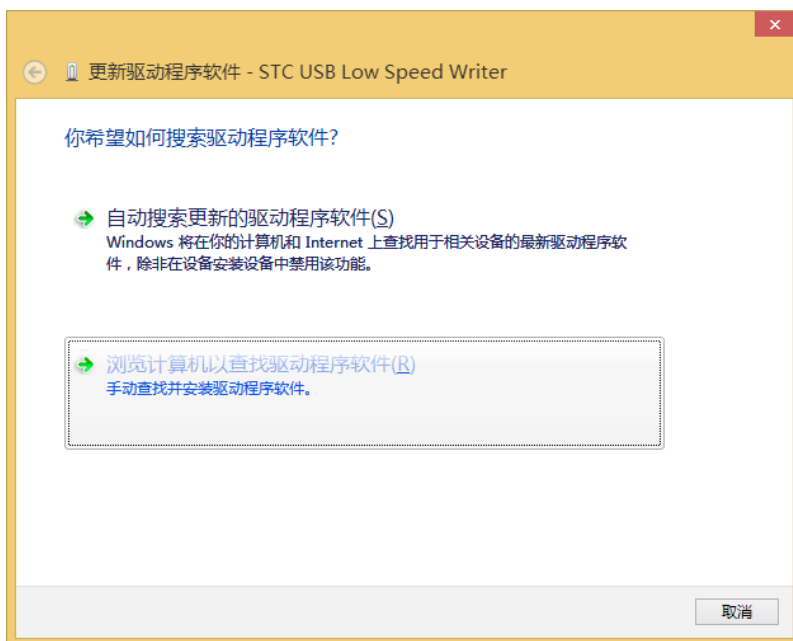 更新驱动程序软件 - STC USB Low Speed Writer
你希望如何搜索驱动程序软件?
自动搜索更新的驱动程序软件(S)
Windows 将在你的计算机和 Internet 上查找用于相关设备的最新驱动程序软
件，除非在设备安装设备中禁用该功能。
浏览计算机以查找驱动程序软件(R)
手动查找并安装驱动程序软件。
取消